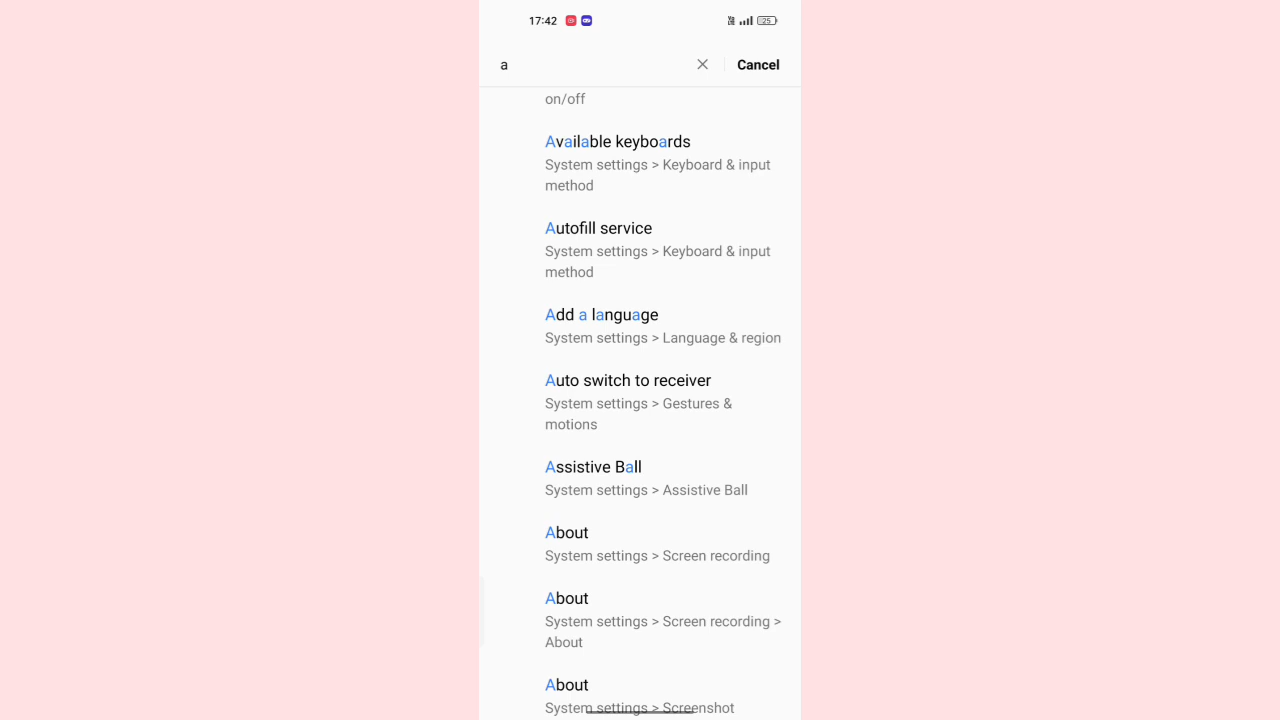 17:42 25
a Cancel
on/off
Available keyboards
System settings > Keyboard & input
method
Autofill service
System settings > Keyboard & input
method
Add a language
System settings > Language & region
Auto switch to receiver
System settings > Gestures &
motions
Assistive Ball
System settings > Assistive Ball
About
System settings > Screen recording
About
System settings > Screen recording >
About
About
System settings > Screenshot